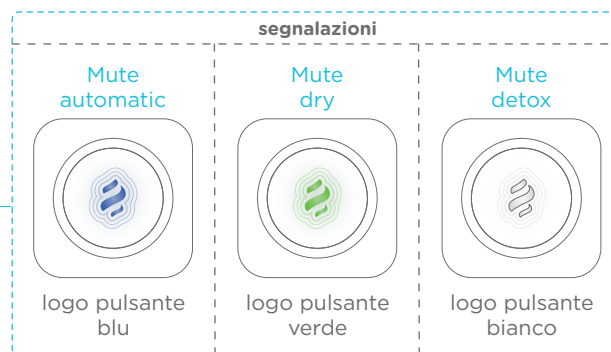 segnalazioni
Mute
automatic
Mute
dry
Mute
detox
logo pulsante
blu
logo pulsante
verde
logo pulsante
bianco